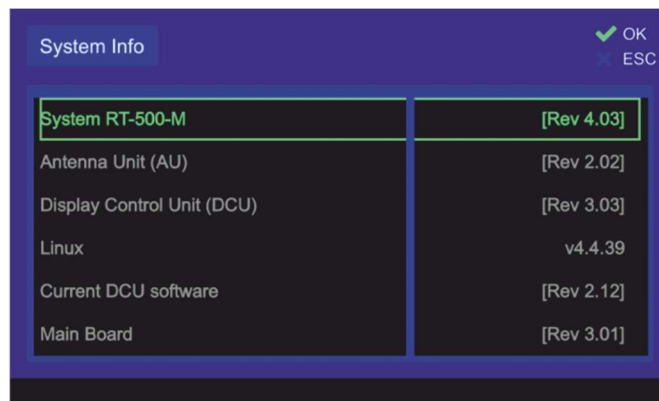 System Info
OK
ESC
System RT-500-M [Rev 4.03]
Antenna Unit (AU) [Rev 2.02]
Display Control Unit (DCU) [Rev 3.03]
Linux v4.4.39
Current DCU software [Rev 2.12]
Main Board [Rev 3.01]